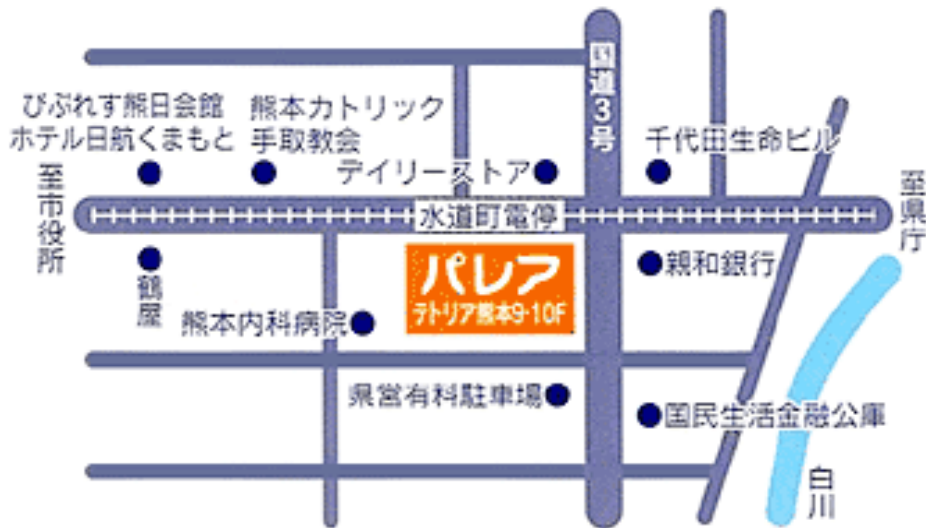 国道3号
びぷれす熊日会館
ホテル日航くまもと
熊本カトリック
手取教会
デイリーストア
千代田生命ビル
至市役所
水道町電停
至県庁
鶴屋
パレア
テトリア熊本9・10F
親和銀行
熊本内科病院
県営有料駐車場
国民生活金融公庫
白川